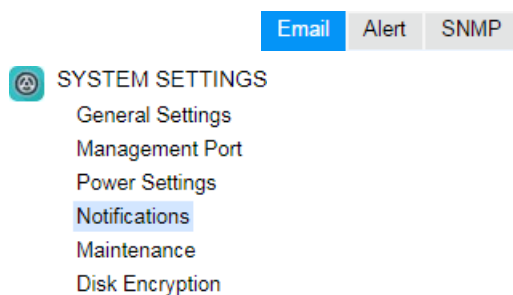 Email Alert SNMP
SYSTEM SETTINGS
General Settings
Management Port
Power Settings
Notifications
Maintenance
Disk Encryption